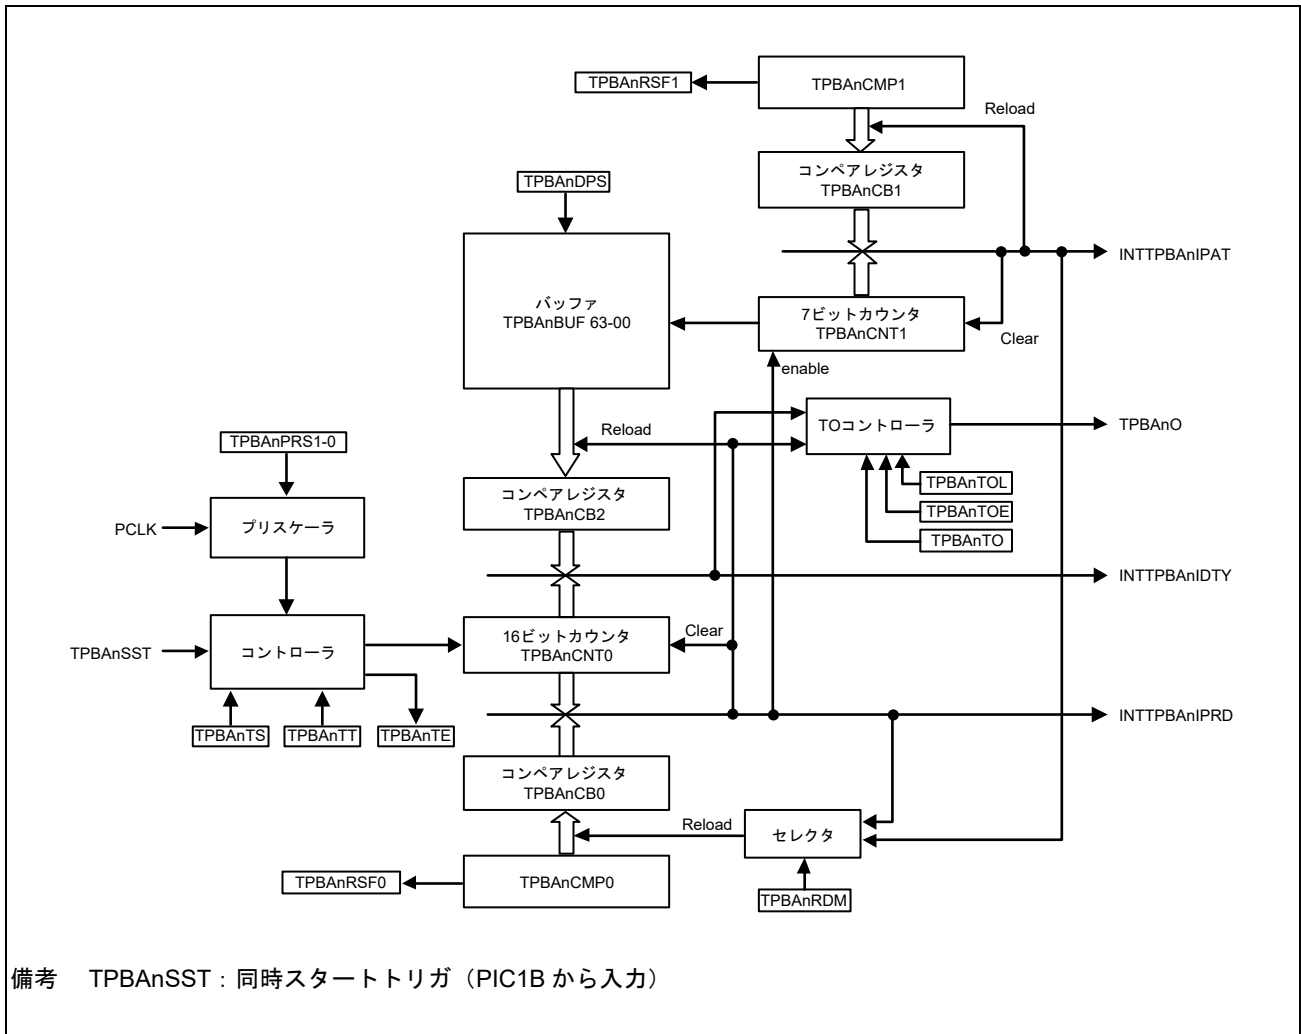 TPBAnRSF1
TPBAnCMP1
Reload
コンペアレジスタ
TPBAnCB1
TPBAnDPS
INTTPBAnIPAT
バッファ
TPBAnBUF 63-00
7ビットカウンタ
TPBAnCNT1
Clear
enable
TPBAnPRS1-0
Reload
TOコントローラ
TPBAnO
TPBAnTOL
TPBAnTOE
TPBAnTO
コンペアレジスタ
TPBAnCB2
PCLK
プリスケーラ
INTTPBAnIDTY
TPBAnSST
コントローラ
16ビットカウンタ
TPBAnCNT0
Clear
TPBAnTS
TPBAnTT
TPBAnTE
INTTPBAnIPRD
コンペアレジスタ
TPBAnCB0
Reload
セレクタ
TPBAnRSF0
TPBAnCMP0
TPBAnRDM
備考 TPBAnSST：同時スタートトリガ（PIC1B から入力）